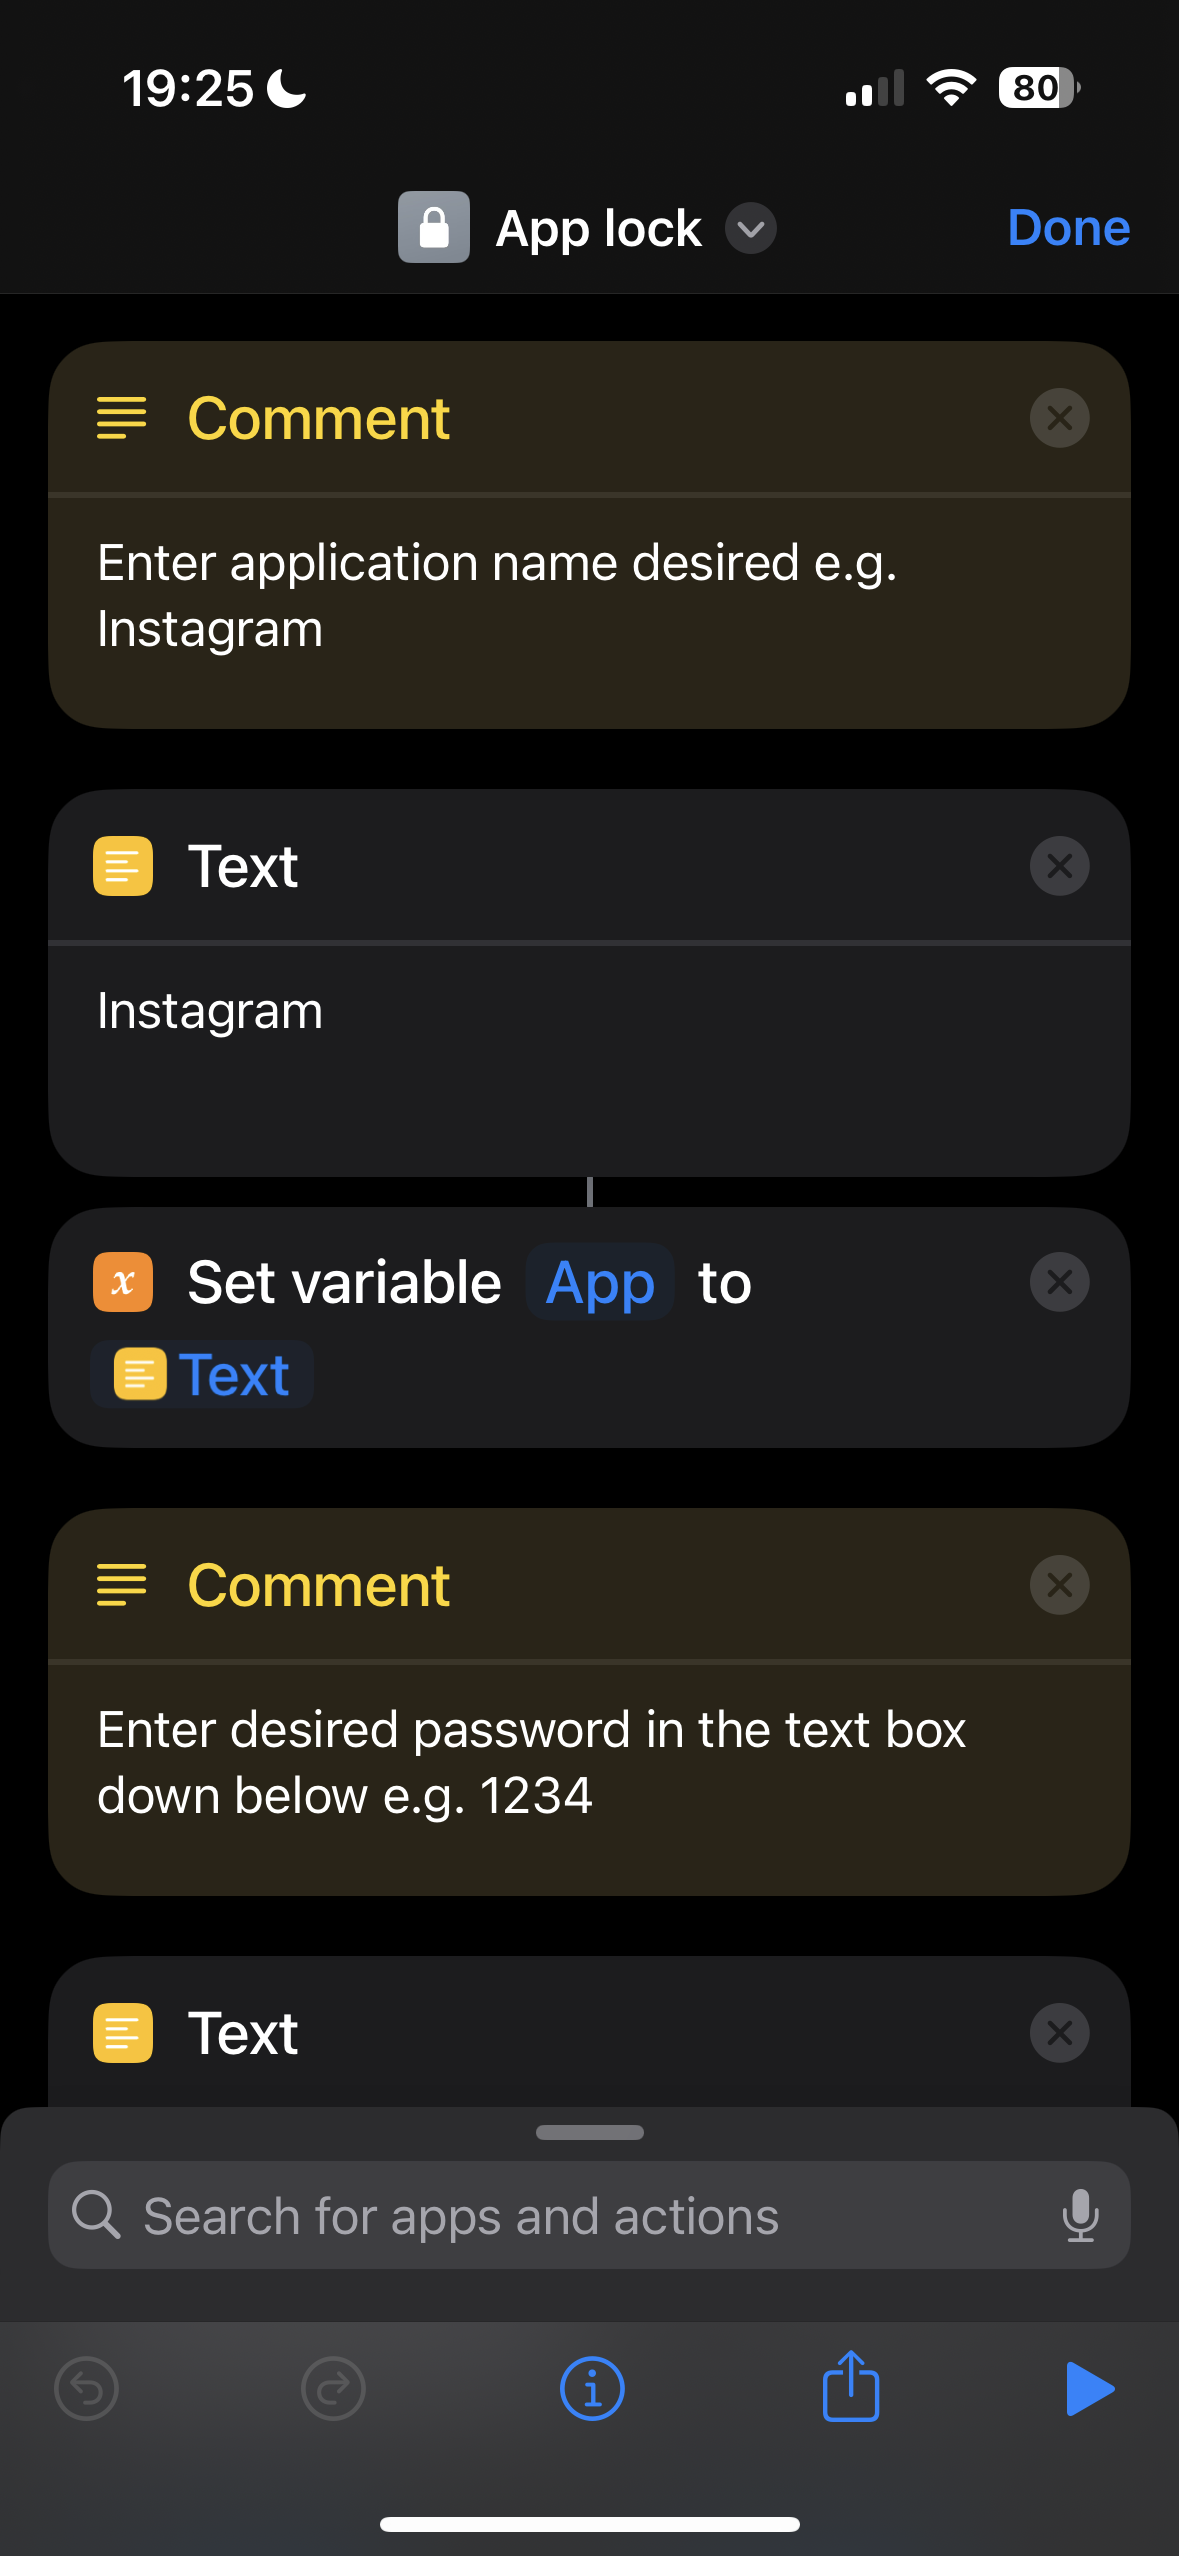 19:25
80
App lock
Done
Comment
Enter application name desired e.g.
Instagram
Text
Instagram
x Set variable App to
Text
Comment
Enter desired password in the text box
down below e.g. 1234
Text
Search for apps and actions